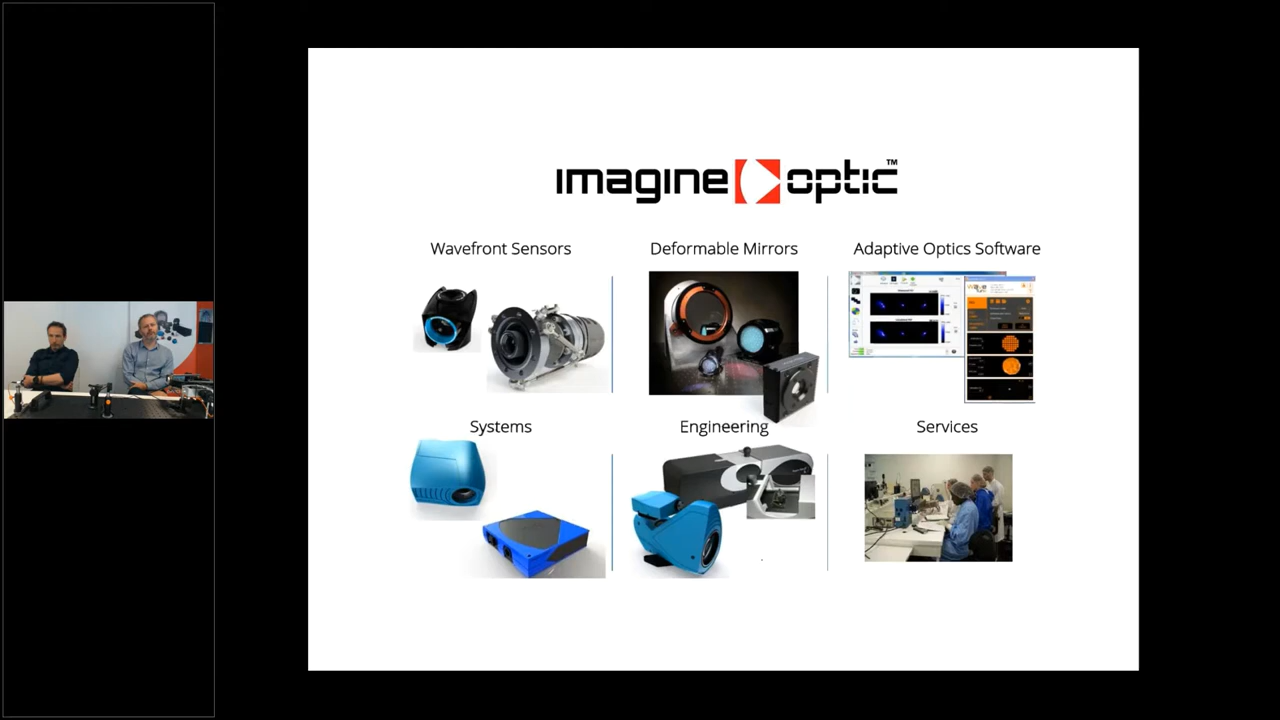 imagine optic™
Wavefront Sensors
Deformable Mirrors
Adaptive Optics Software
Systems
Engineering
Services